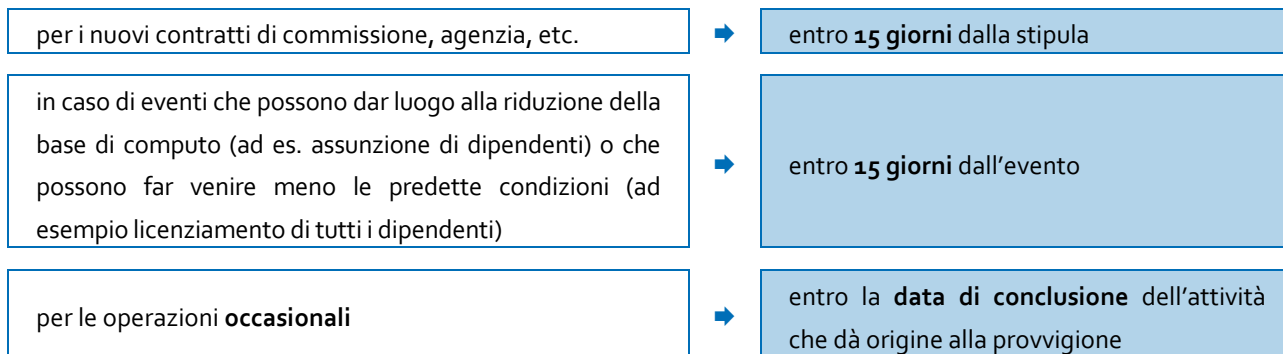 per i nuovi contratti di commissione, agenzia, etc.
entro 15 giorni dalla stipula
in caso di eventi che possono dar luogo alla riduzione della
base di computo (ad es. assunzione di dipendenti) o che
possono far venire meno le predette condizioni (ad
esempio licenziamento di tutti i dipendenti)
entro 15 giorni dall’evento
per le operazioni occasionali
entro la data di conclusione dell’attività
che dà origine alla provvigione